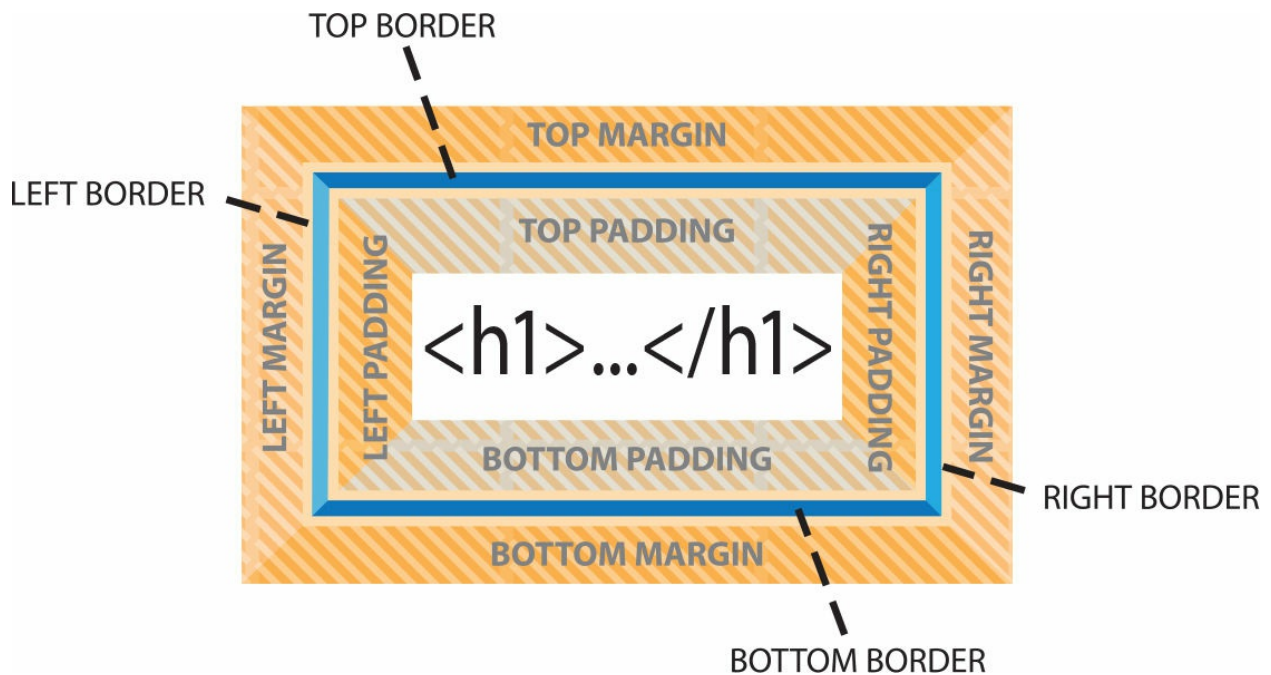 TOP BORDER
TOP MARGIN
LEFT BORDER
TOP PADDING
LEFT MARGIN
LEFT PADDING
<h1>...</h1>
RIGHT PADDING
RIGHT MARGIN
BOTTOM PADDING
RIGHT BORDER
BOTTOM MARGIN
BOTTOM BORDER